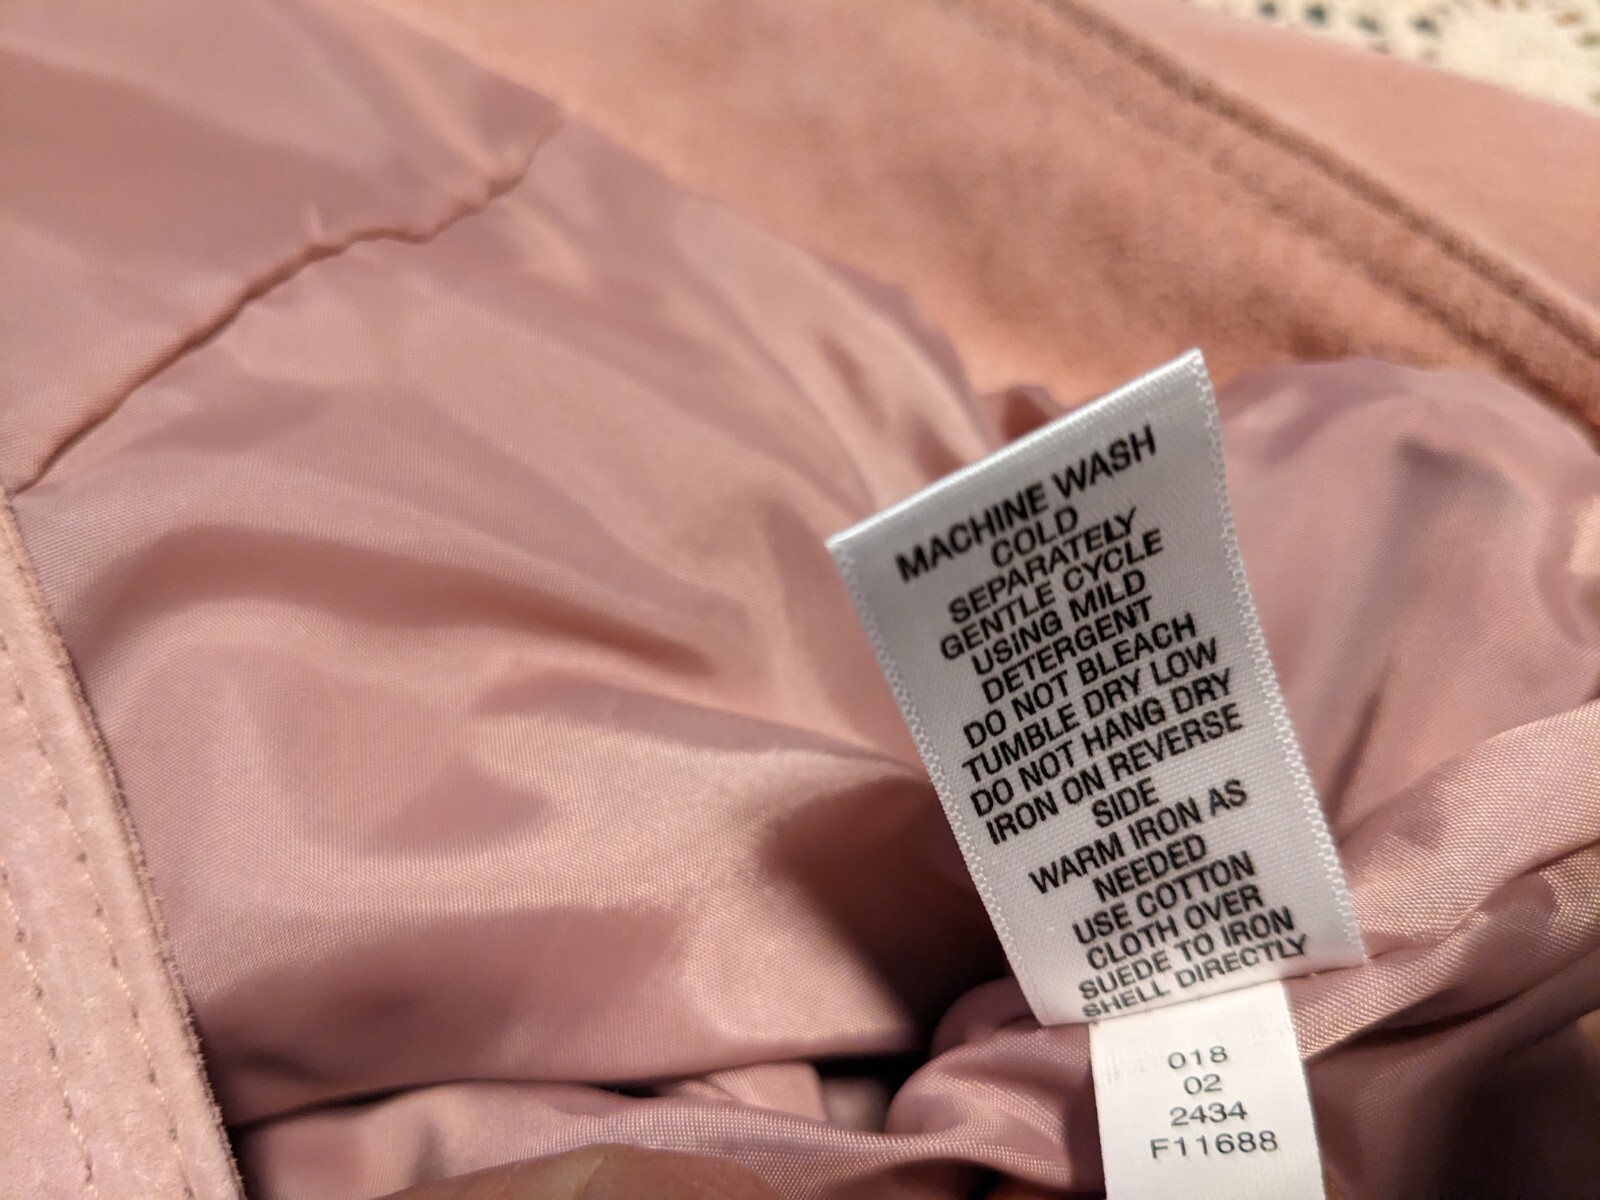 MACHINE WASH
COLD
SEPARATELY
GENTLE CYCLE
USING MILD
DETERGENT
DO NOT BLEACH
TUMBLE DRY LOW
DO NOT HANG DRY
IRON ON REVERSE
SIDE
WARM IRON AS
NEEDED
USE COTTON
CLOTH OVER
SUEDE TO IRON
SHELL DIRECTLY
018
02
2434
F11688